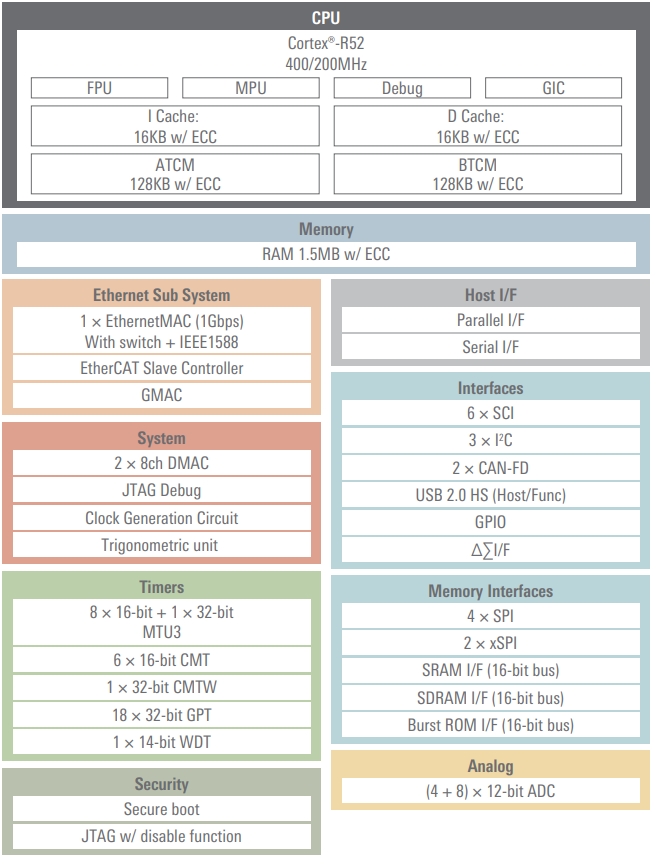 CPU
Cortex®-R52
400/200MHz
FPU
MPU
Debug
GIC
I Cache:
16KB w/ ECC
D Cache:
16KB w/ ECC
ATCM
128KB w/ ECC
BTCM
128KB w/ ECC
Memory
RAM 1.5MB w/ ECC
Ethernet Sub System
1 × EthernetMAC (1Gbps)
With switch + IEEE1588
EtherCAT Slave Controller
GMAC
System
2 × 8ch DMAC
JTAG Debug
Clock Generation Circuit
Trigonometric unit
Timers
8 × 16-bit + 1 × 32-bit
MTU3
6 × 16-bit CMT
1 × 32-bit CMTW
18 × 32-bit GPT
1 × 14-bit WDT
Security
Secure boot
JTAG w/ disable function
Host I/F
Parallel I/F
Serial I/F
Interfaces
6 × SCI
3 × I²C
2 × CAN-FD
USB 2.0 HS (Host/Func)
GPIO
Δ∑I/F
Memory Interfaces
4 × SPI
2 × xSPI
SRAM I/F (16-bit bus)
SDRAM I/F (16-bit bus)
Burst ROM I/F (16-bit bus)
Analog
(4 + 8) × 12-bit ADC